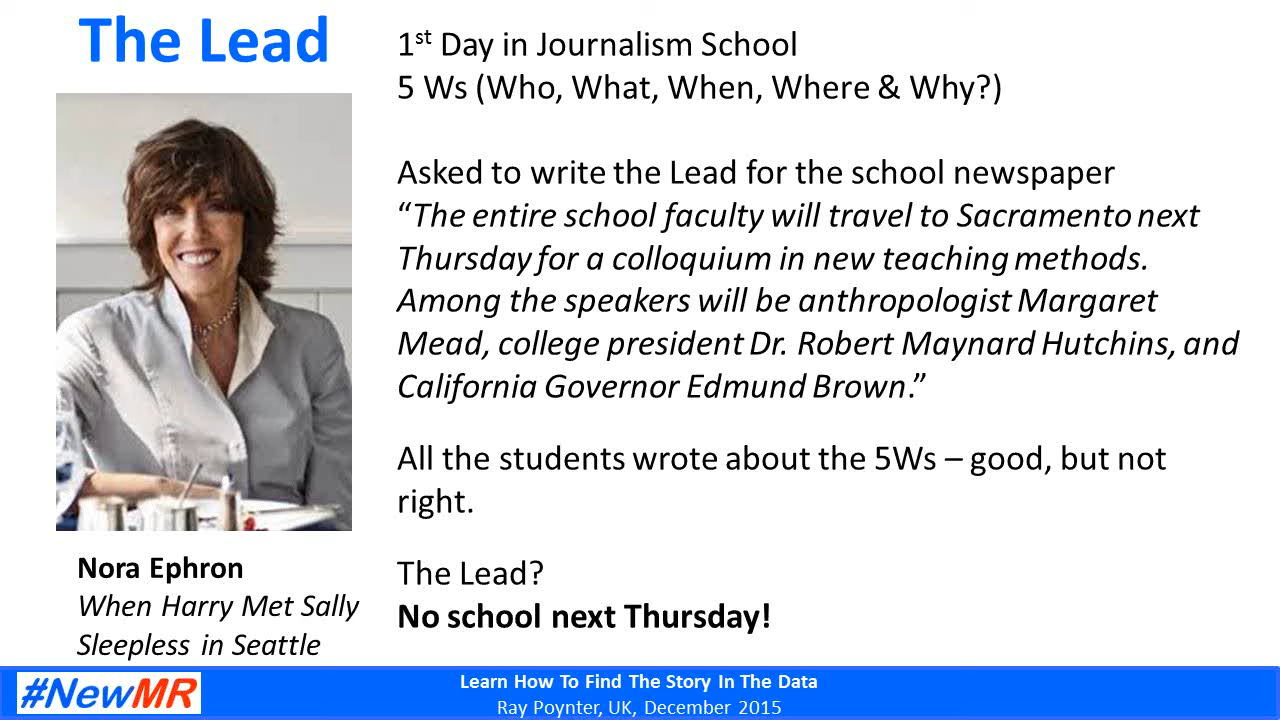 The Lead
1st Day in Journalism School
5 Ws (Who, What, When, Where & Why?)
Asked to write the Lead for the school newspaper
“The entire school faculty will travel to Sacramento next
Thursday for a colloquium in new teaching methods.
Among the speakers will be anthropologist Margaret
Mead, college president Dr. Robert Maynard Hutchins, and
California Governor Edmund Brown.”
All the students wrote about the 5Ws – good, but not
right.
The Lead?
No school next Thursday!
Nora Ephron
When Harry Met Sally
Sleepless in Seattle
#NewMR
Learn How To Find The Story In The Data
Ray Poynter, UK, December 2015